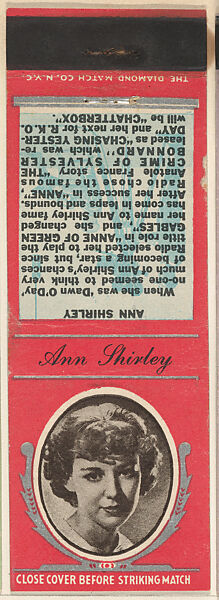 THE DIAMOND MATCH CO., N.Y.C.
ANN SHIRLEY
When she was "Dawn O'Day,"
no-one seemed to think very
much of Ann Shirley's chances
of becoming a star, but since
Radio selected her to play the
title role in "ANNE OF GREEN
GABLES" and she changed
her name to Ann Shirley fame
has come in leaps and bounds.
After her success in "ANNE",
Radio chose the famous
Anatole France story "THE
CRIME OF SYLVESTER
BONNARD" which was re-
leased as "CHASING YESTER-
DAY" and her next for R.K.O.
will be "CHATTERBOX".
Ann Shirley
CLOSE COVER BEFORE STRIKING MATCH